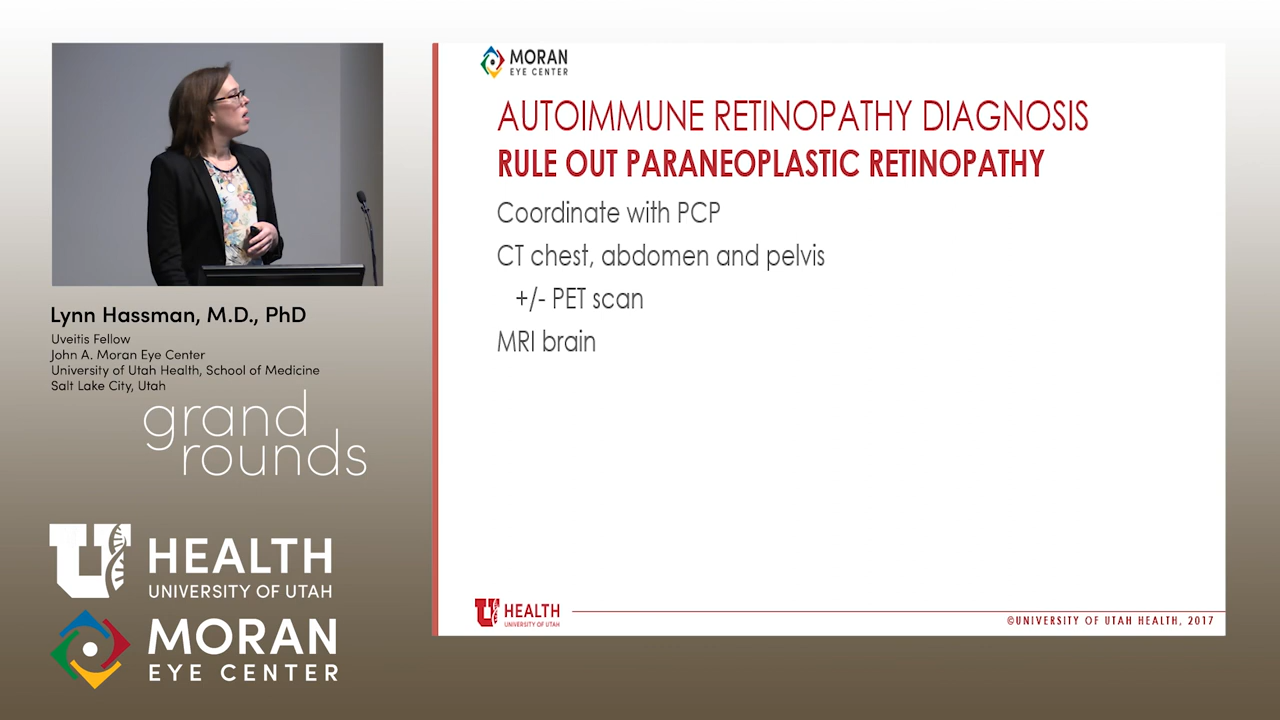 Lynn Hassman, M.D., PhD
Uveitis Fellow
John A. Moran Eye Center
University of Utah Health, School of Medicine
Salt Lake City, Utah
grand
rounds
U HEALTH
UNIVERSITY OF UTAH
MORAN
EYE CENTER
MORAN
EYE CENTER
AUTOIMMUNE RETINOPATHY DIAGNOSIS
RULE OUT PARANEOPLASTIC RETINOPATHY
Coordinate with PCP
CT chest, abdomen and pelvis
+/- PET scan
MRI brain
U HEALTH
UNIVERSITY OF UTAH
©UNIVERSITY OF UTAH HEALTH, 2017